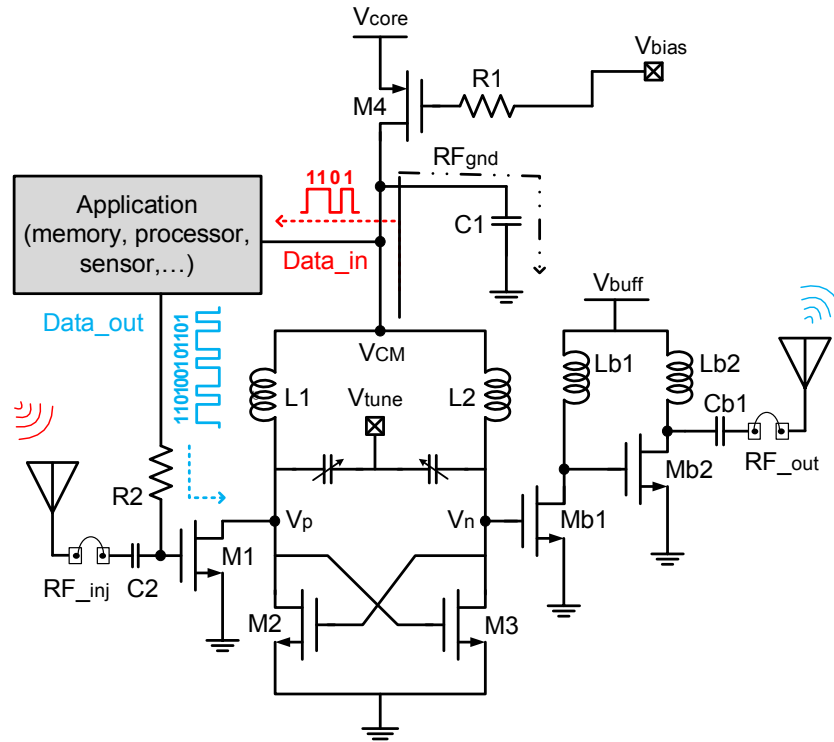 Vcore
Vbias
R1
M4
RFgnd
1101
C1
Application
(memory, processor,
sensor,...)
Data_in
Data_out
110100101101
Vbuff
VCM
Lb1
Lb2
L1
Vtune
L2
Cb1
R2
Vp
Vn
Mb1
Mb2
RF_out
M1
RF_inj
C2
M2
M3